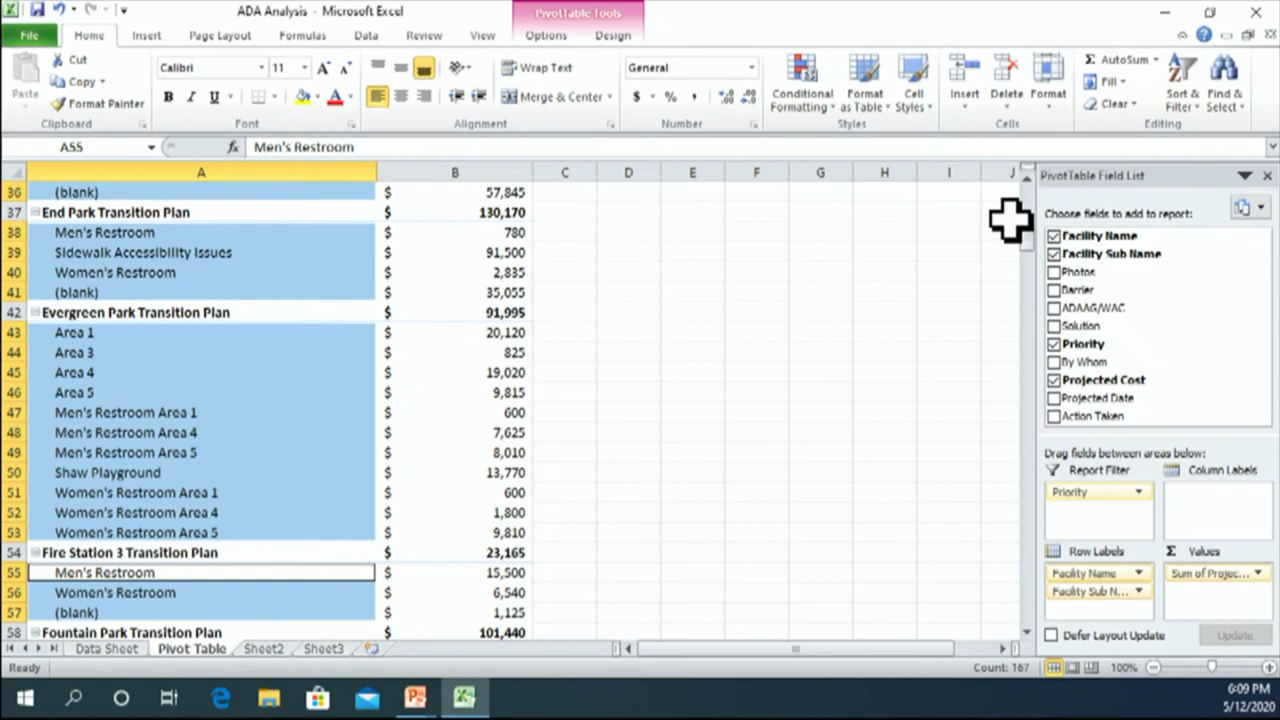 ADA Analysis - Microsoft Excel
PivotTable Tools
File Home Insert Page Layout Formulas Data Review View Options Design
Paste
Cut
Copy
Format Painter
Clipboard
Calibri 11
B I U
Font
Wrap Text
Merge & Center
Alignment
General
$ % ,
Number
Conditional Formatting
Format as Table
Cell Styles
Styles
Insert Delete Format
Cells
AutoSum
Fill
Clear
Sort & Filter
Find & Select
Editing
A55 fx Men's Restroom
A B C D E F G H I J
36 (blank) $ 57,845
37 End Park Transition Plan $ 130,170
38 Men's Restroom $ 780
39 Sidewalk Accessibility Issues $ 91,500
40 Women's Restroom $ 2,835
41 (blank) $ 35,055
42 Evergreen Park Transition Plan $ 91,995
43 Area 1 $ 20,120
44 Area 3 $ 825
45 Area 4 $ 19,020
46 Area 5 $ 9,815
47 Men's Restroom Area 1 $ 600
48 Men's Restroom Area 4 $ 7,625
49 Men's Restroom Area 5 $ 8,010
50 Shaw Playground $ 13,770
51 Women's Restroom Area 1 $ 600
52 Women's Restroom Area 4 $ 1,800
53 Women's Restroom Area 5 $ 9,810
54 Fire Station 3 Transition Plan $ 23,165
55 Men's Restroom $ 15,500
56 Women's Restroom $ 6,540
57 (blank) $ 1,125
58 Fountain Park Transition Plan $ 101,440
PivotTable Field List
Choose fields to add to report:
Facility Name
Facility Sub Name
Photos
Barrier
ADAAG/WAC
Solution
Priority
By Whom
Projected Cost
Projected Date
Action Taken
Drag fields between areas below:
Report Filter Column Labels
Priority
Row Labels Σ Values
Facility Name Sum of Projec...
Facility Sub N...
Defer Layout Update Update
Data Sheet Pivot Table Sheet2 Sheet3
Ready Count: 167 100%
6:09 PM
5/12/2020